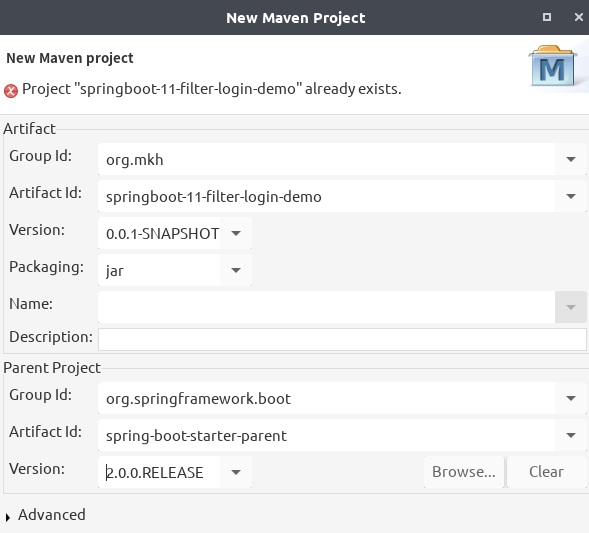 New Maven Project
New Maven project
Project "springboot-11-filter-login-demo" already exists.
M
Artifact
Group Id: org.mkh
Artifact Id: springboot-11-filter-login-demo
Version: 0.0.1-SNAPSHOT
Packaging: jar
Name:
Description:
Parent Project
Group Id: org.springframework.boot
Artifact Id: spring-boot-starter-parent
Version: 2.0.0.RELEASE Browse... Clear
Advanced